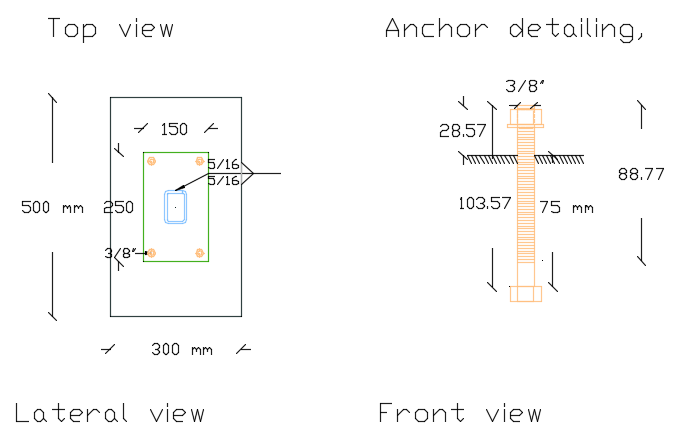 Top view
Anchor detailing,
3/8"
150
28.57
5/16
5/16
88.77
500 mm
250
103.57
75 mm
3/8"
300 mm
Lateral view
Front view